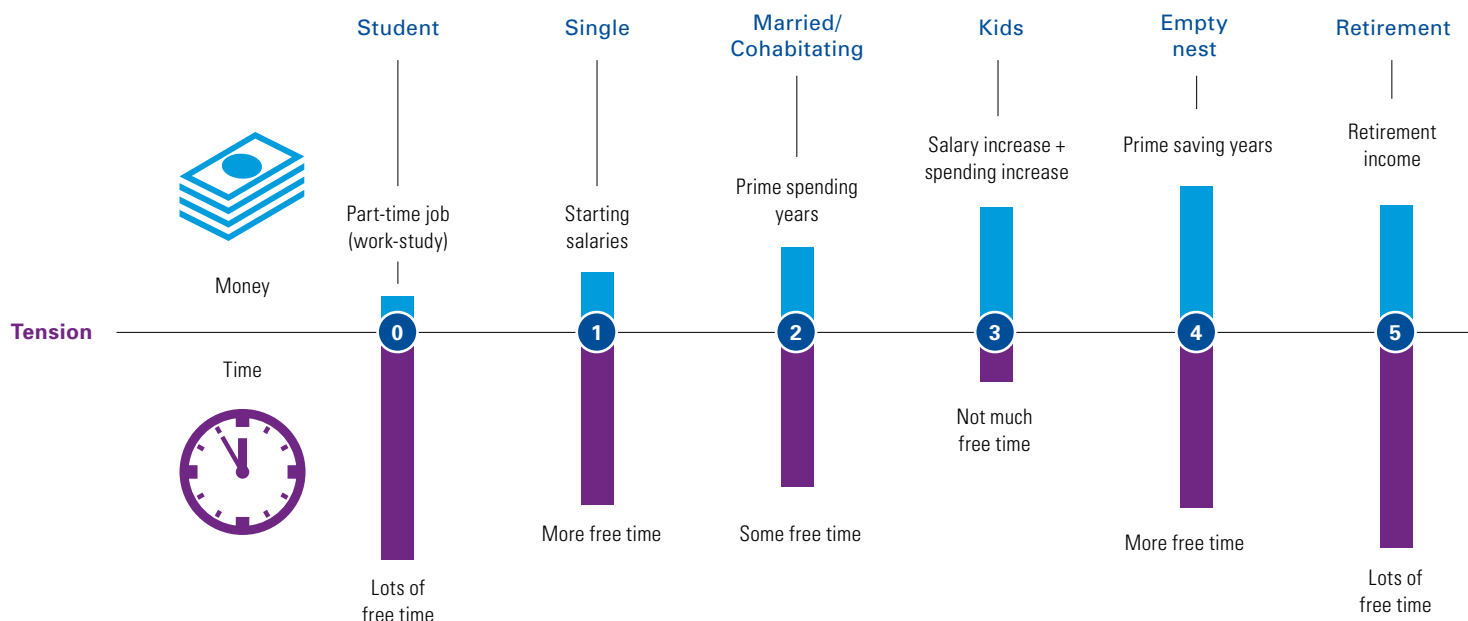 Student
Single
Married/
Cohabitating
Kids
Empty
nest
Retirement
Part-time job
(work-study)
Starting
salaries
Prime spending
years
Salary increase +
spending increase
Prime saving years
Retirement
income
Money
Tension
0
1
2
3
4
5
Time
Lots of
free time
More free time
Some free time
Not much
free time
More free time
Lots of
free time